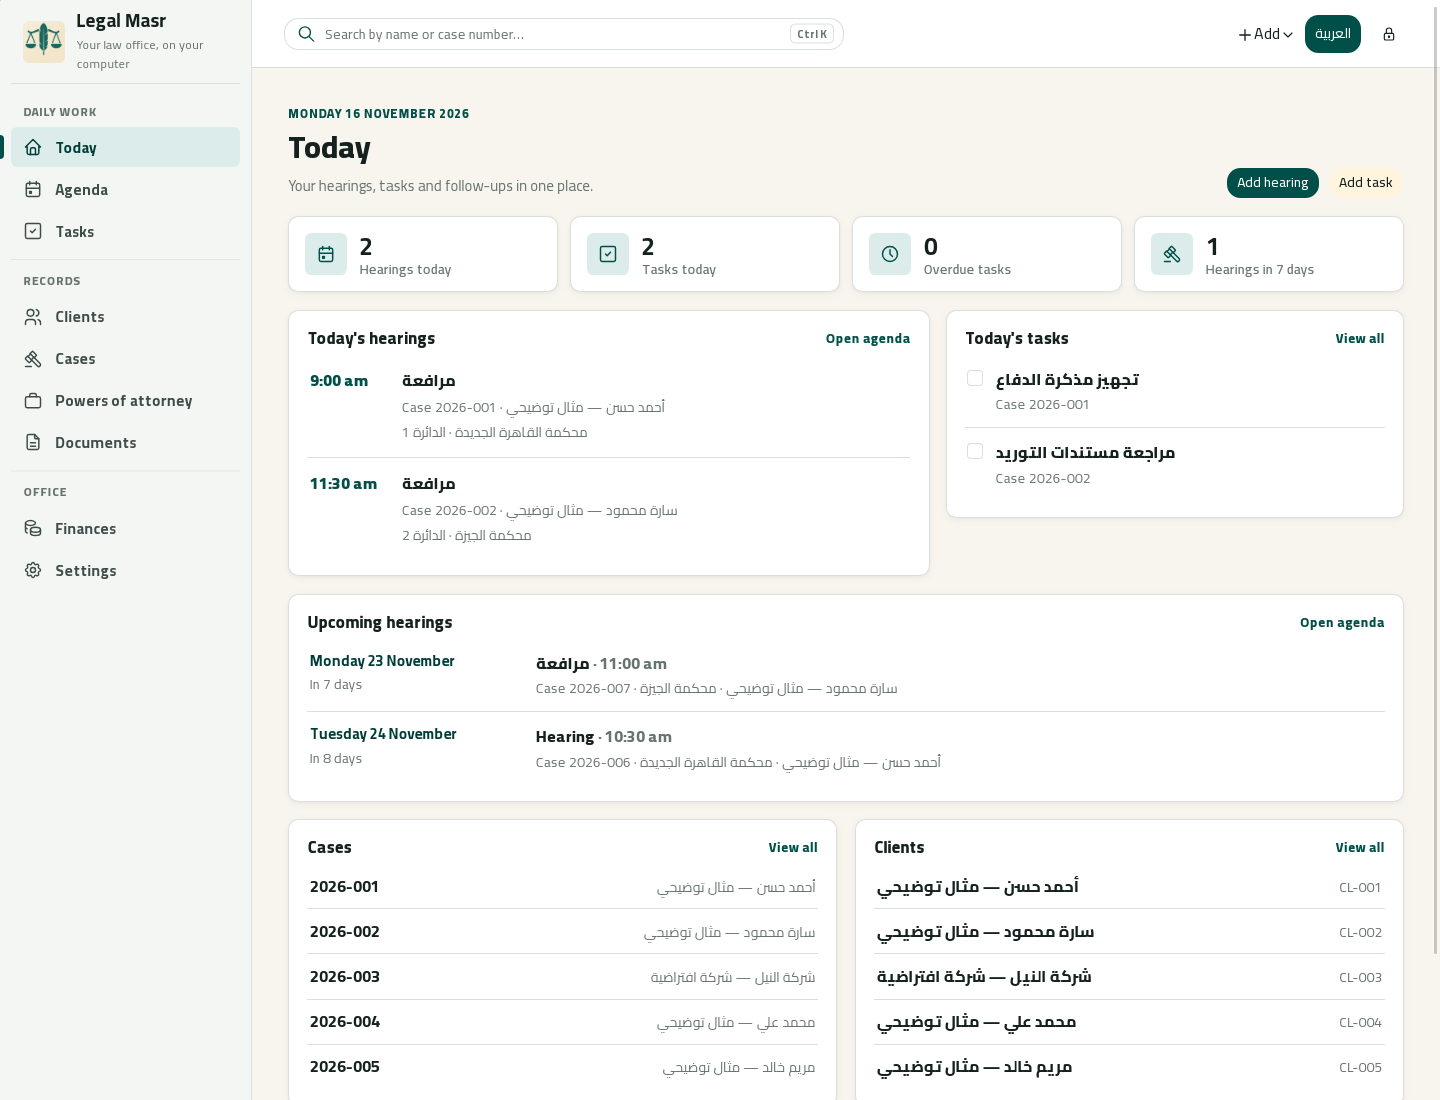 Legal Masr
Your law office, on your
computer
Search by name or case number…
Ctrl K
Add
العربية
DAILY WORK
Today
Agenda
Tasks
RECORDS
Clients
Cases
Powers of attorney
Documents
OFFICE
Finances
Settings
MONDAY 16 NOVEMBER 2026
Today
Your hearings, tasks and follow-ups in one place.
Add hearing
Add task
2
Hearings today
2
Tasks today
0
Overdue tasks
1
Hearings in 7 days
Today's hearings
Open agenda
9:00 am
مرافعة
Case 2026-001 · أحمد حسن — مثال توضيحي
محكمة القاهرة الجديدة · الدائرة 1
11:30 am
مرافعة
Case 2026-002 · سارة محمود — مثال توضيحي
محكمة الجيزة · الدائرة 2
Today's tasks
View all
تجهيز مذكرة الدفاع
Case 2026-001
مراجعة مستندات التوريد
Case 2026-002
Upcoming hearings
Open agenda
Monday 23 November
In 7 days
مرافعة · 11:00 am
Case 2026-007 · سارة محمود — مثال توضيحي · محكمة الجيزة
Tuesday 24 November
In 8 days
Hearing · 10:30 am
Case 2026-006 · أحمد حسن — مثال توضيحي · محكمة القاهرة الجديدة
Cases
View all
2026-001
أحمد حسن — مثال توضيحي
2026-002
سارة محمود — مثال توضيحي
2026-003
شركة النيل — شركة افتراضية
2026-004
محمد علي — مثال توضيحي
2026-005
مريم خالد — مثال توضيحي
Clients
View all
أحمد حسن — مثال توضيحي
CL-001
سارة محمود — مثال توضيحي
CL-002
شركة النيل — شركة افتراضية
CL-003
محمد علي — مثال توضيحي
CL-004
مريم خالد — مثال توضيحي
CL-005